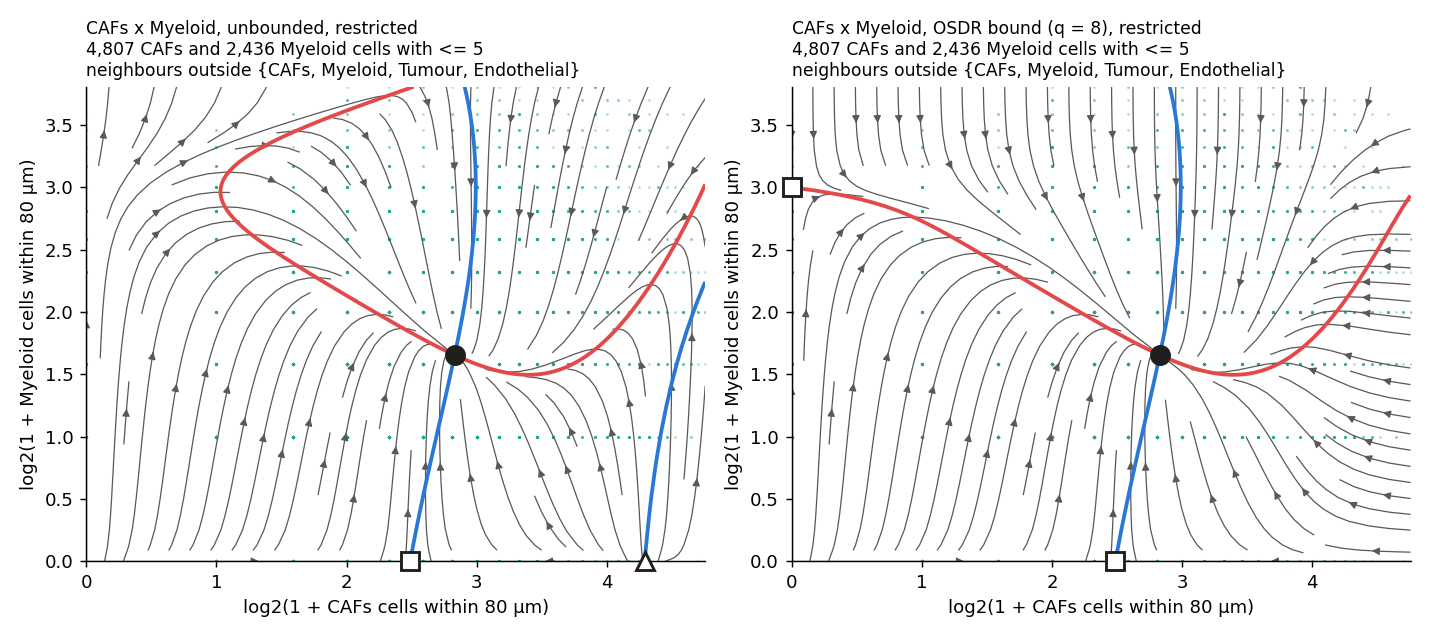 CAFs x Myeloid, unbounded, restricted
4,807 CAFs and 2,436 Myeloid cells with <= 5
neighbours outside {CAFs, Myeloid, Tumour, Endothelial}
log2(1 + Myeloid cells within 80 µm)
3.5
3.0
2.5
2.0
1.5
1.0
0.5
0.0
0 1 2 3 4
log2(1 + CAFs cells within 80 µm)
CAFs x Myeloid, OSDR bound (q = 8), restricted
4,807 CAFs and 2,436 Myeloid cells with <= 5
neighbours outside {CAFs, Myeloid, Tumour, Endothelial}
log2(1 + Myeloid cells within 80 µm)
3.5
3.0
2.5
2.0
1.5
1.0
0.5
0.0
0 1 2 3 4
log2(1 + CAFs cells within 80 µm)